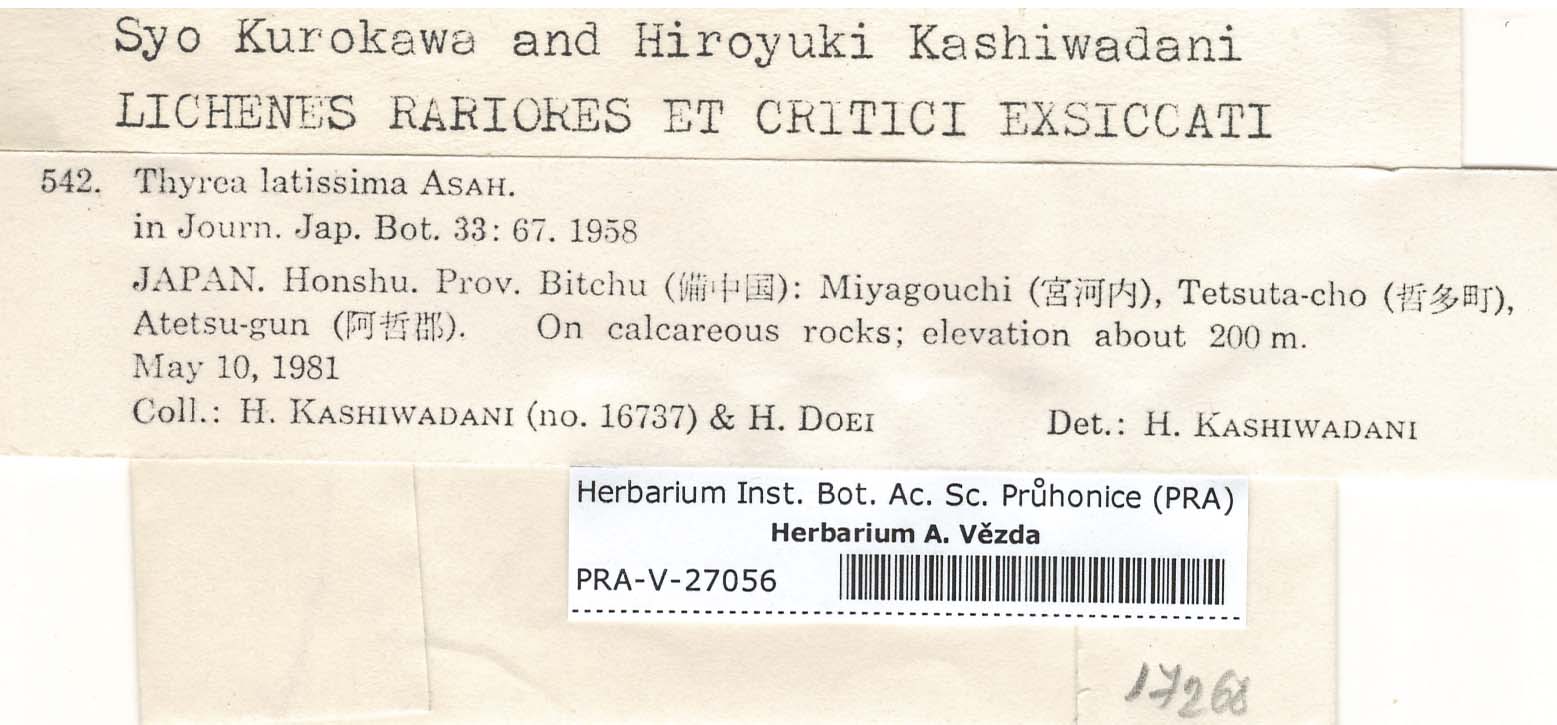 Syo Kurokawa and Hiroyuki Kashiwadani
LICHENES RARIORES ET CRITICI EXSICCATI
542. Thyrea latissima ASAH.
in Journ. Jap. Bot. 33: 67. 1958
JAPAN. Honshu. Prov. Bitchu (備中国): Miyagouchi (宮河内), Tetsuta-cho (哲多町),
Atetsu-gun (阿哲郡). On calcareous rocks; elevation about 200 m.
May 10, 1981
Coll.: H. KASHIWADANI (no. 16737) & H. DOEI Det.: H. KASHIWADANI
Herbarium Inst. Bot. Ac. Sc. Průhonice (PRA)
Herbarium A. Vězda
PRA-V-27056
17268